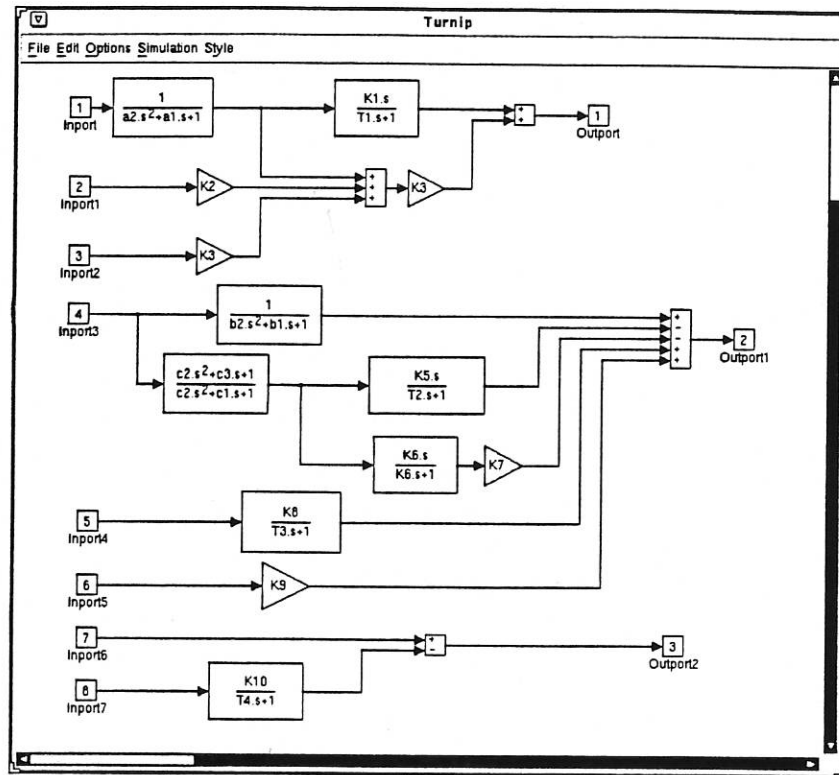 Turnip
File Edit Options Simulation Style
1
Inport
1
a2.s²+a1.s+1
K1.s
T1.s+1
+
+
1
Outport
2
Inport1
K2
+
+
+
K3
3
Inport2
K3
4
Inport3
1
b2.s²+b1.s+1
+
−
−
+
+
2
Outport1
c2.s²+c3.s+1
c2.s²+c1.s+1
K5.s
T2.s+1
K6.s
K6.s+1
K7
5
Inport4
K8
T3.s+1
6
Inport5
K9
7
Inport6
+
−
3
Outport2
8
Inport7
K10
T4.s+1